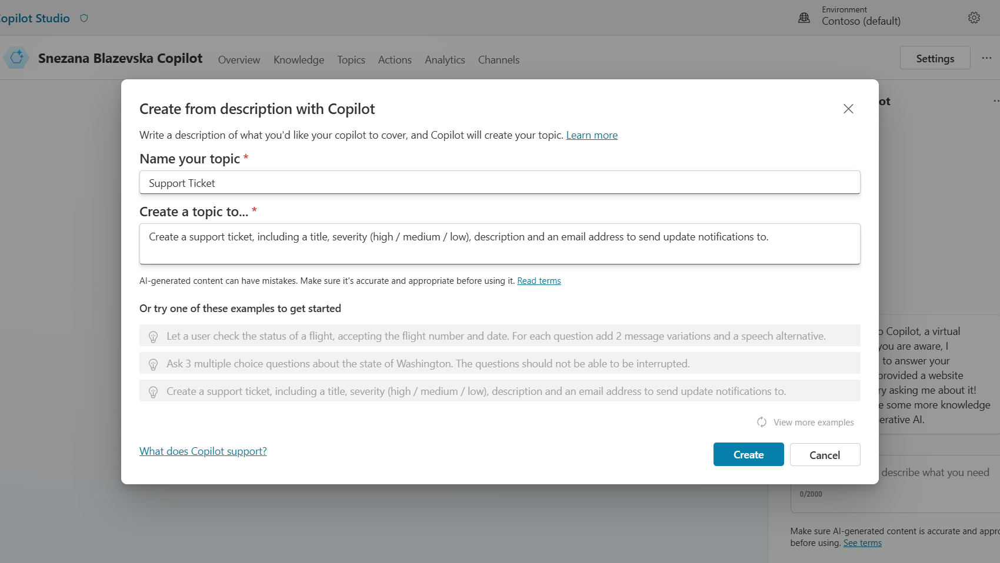 Copilot Studio
Environment
Contoso (default)
Snezana Blazevska Copilot
Overview
Knowledge
Topics
Actions
Analytics
Channels
Settings
Create from description with Copilot
Write a description of what you'd like your copilot to cover, and Copilot will create your topic. Learn more
Name your topic *
Support Ticket
Create a topic to... *
Create a support ticket, including a title, severity (high / medium / low), description and an email address to send update notifications to.
AI-generated content can have mistakes. Make sure it's accurate and appropriate before using it. Read terms
Or try one of these examples to get started
Let a user check the status of a flight, accepting the flight number and date. For each question add 2 message variations and a speech alternative.
Ask 3 multiple choice questions about the state of Washington. The questions should not be able to be interrupted.
Create a support ticket, including a title, severity (high / medium / low), description and an email address to send update notifications to.
View more examples
What does Copilot support?
Create
Cancel
ot
o Copilot, a virtual
you are aware, I
to answer your
provided a website
ry asking me about it!
e some more knowledge
erative AI.
describe what you need
0/2000
Make sure AI-generated content is accurate and appro
before using. See terms